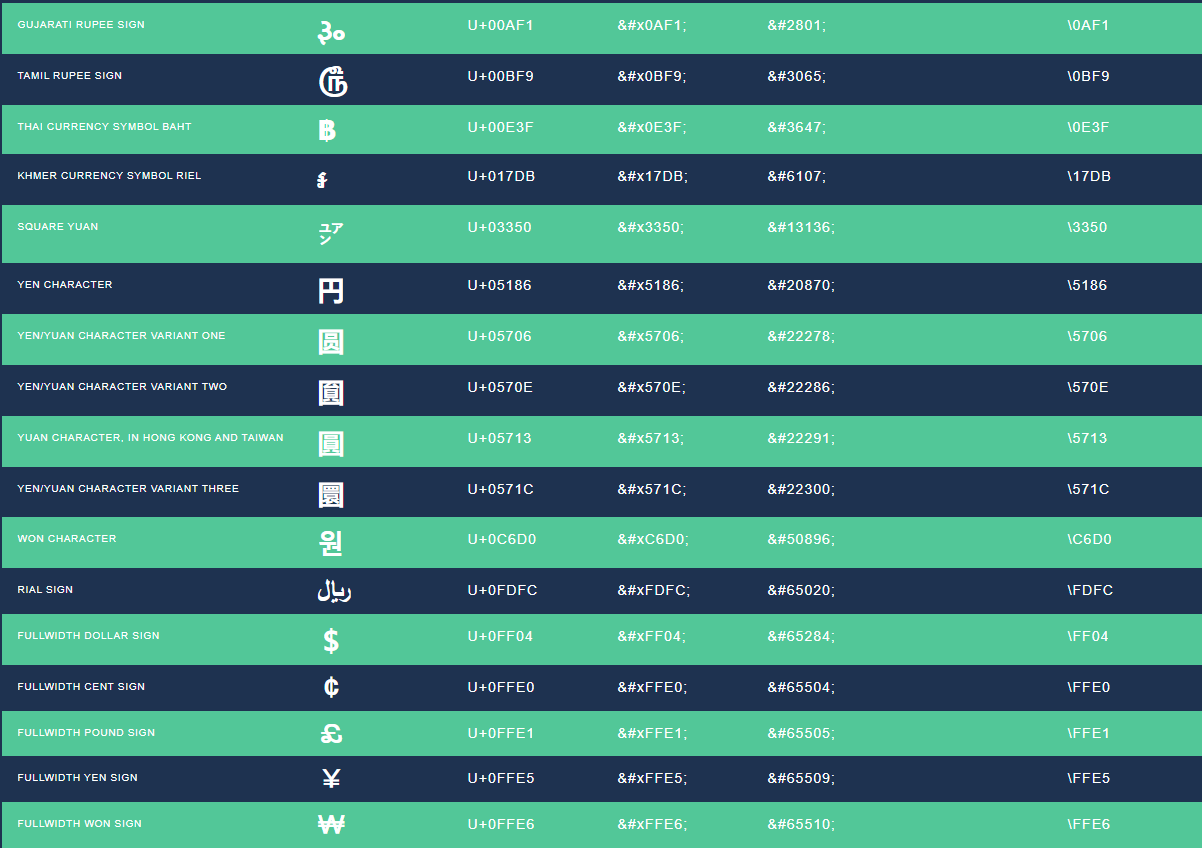 GUJARATI RUPEE SIGN ૱ U+00AF1 &#x0AF1; &#2801; \0AF1
TAMIL RUPEE SIGN ௹ U+00BF9 &#x0BF9; &#3065; \0BF9
THAI CURRENCY SYMBOL BAHT ฿ U+00E3F &#x0E3F; &#3647; \0E3F
KHMER CURRENCY SYMBOL RIEL ៛ U+017DB &#x17DB; &#6107; \17DB
SQUARE YUAN ㍐ U+03350 &#x3350; &#13136; \3350
YEN CHARACTER 円 U+05186 &#x5186; &#20870; \5186
YEN/YUAN CHARACTER VARIANT ONE 圆 U+05706 &#x5706; &#22278; \5706
YEN/YUAN CHARACTER VARIANT TWO 圎 U+0570E &#x570E; &#22286; \570E
YUAN CHARACTER, IN HONG KONG AND TAIWAN 圓 U+05713 &#x5713; &#22291; \5713
YEN/YUAN CHARACTER VARIANT THREE 圜 U+0571C &#x571C; &#22300; \571C
WON CHARACTER 원 U+0C6D0 &#xC6D0; &#50896; \C6D0
RIAL SIGN ﷼ U+0FDFC &#xFDFC; &#65020; \FDFC
FULLWIDTH DOLLAR SIGN ＄ U+0FF04 &#xFF04; &#65284; \FF04
FULLWIDTH CENT SIGN ￠ U+0FFE0 &#xFFE0; &#65504; \FFE0
FULLWIDTH POUND SIGN ￡ U+0FFE1 &#xFFE1; &#65505; \FFE1
FULLWIDTH YEN SIGN ￥ U+0FFE5 &#xFFE5; &#65509; \FFE5
FULLWIDTH WON SIGN ￦ U+0FFE6 &#xFFE6; &#65510; \FFE6